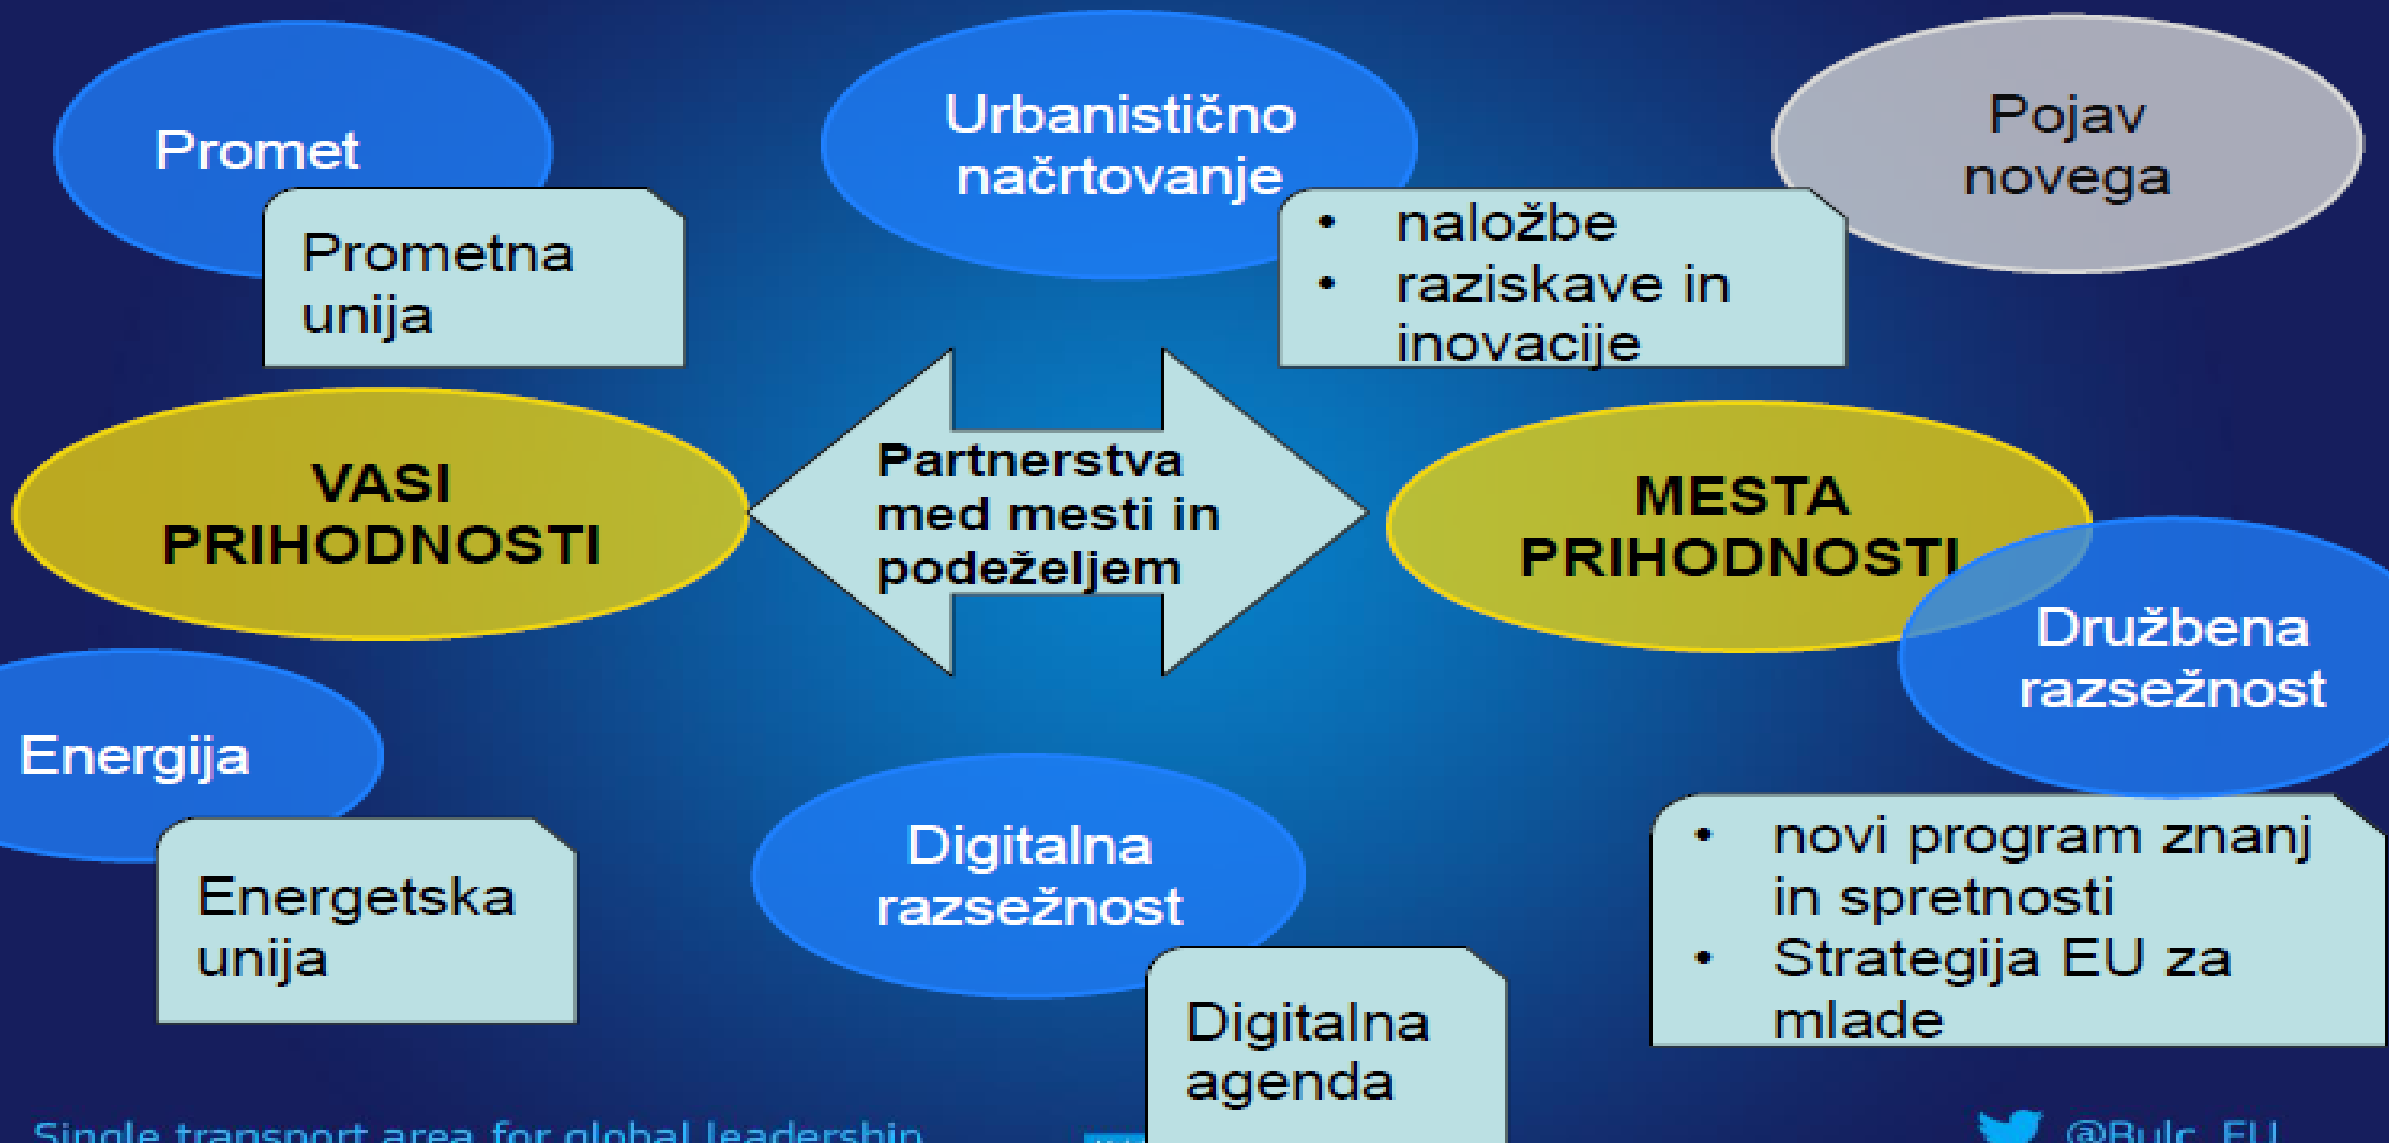 Promet
Prometna
unija
Urbanistično
načrtovanje
• naložbe
• raziskave in
inovacije
Pojav
novega
VASI
PRIHODNOSTI
Partnerstva
med mesti in
podeželjem
MESTA
PRIHODNOSTI
Družbena
razsežnost
• novi program znanj
in spretnosti
• Strategija EU za
mlade
Energija
Energetska
unija
Digitalna
razsežnost
Digitalna
agenda
Single transport area for global leadership
@Bulc_EU